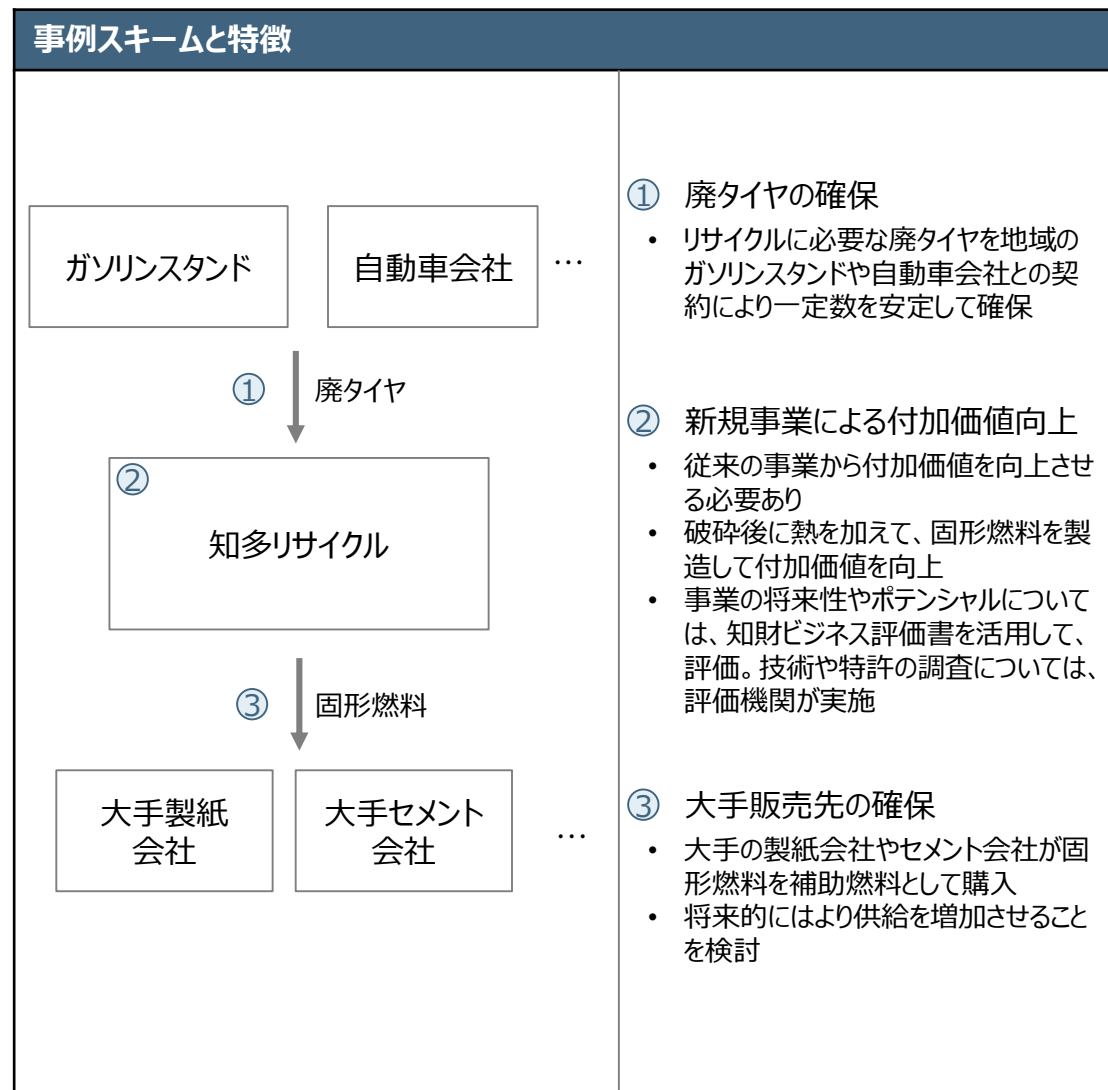 事例スキームと特徴
ガソリンスタンド
自動車会社
…
①
廃タイヤ
②
知多リサイクル
③
固形燃料
大手製紙
会社
大手セメント
会社
…
① 廃タイヤの確保
• リサイクルに必要な廃タイヤを地域の
ガソリンスタンドや自動車会社との契
約により一定数を安定して確保
② 新規事業による付加価値向上
• 従来の事業から付加価値を向上させ
る必要あり
• 破砕後に熱を加えて、固形燃料を製
造して付加価値を向上
• 事業の将来性やポテンシャルについて
は、知財ビジネス評価書を活用して、
評価。技術や特許の調査については、
評価機関が実施
③ 大手販売先の確保
• 大手の製紙会社やセメント会社が固
形燃料を補助燃料として購入
• 将来的にはより供給を増加させること
を検討